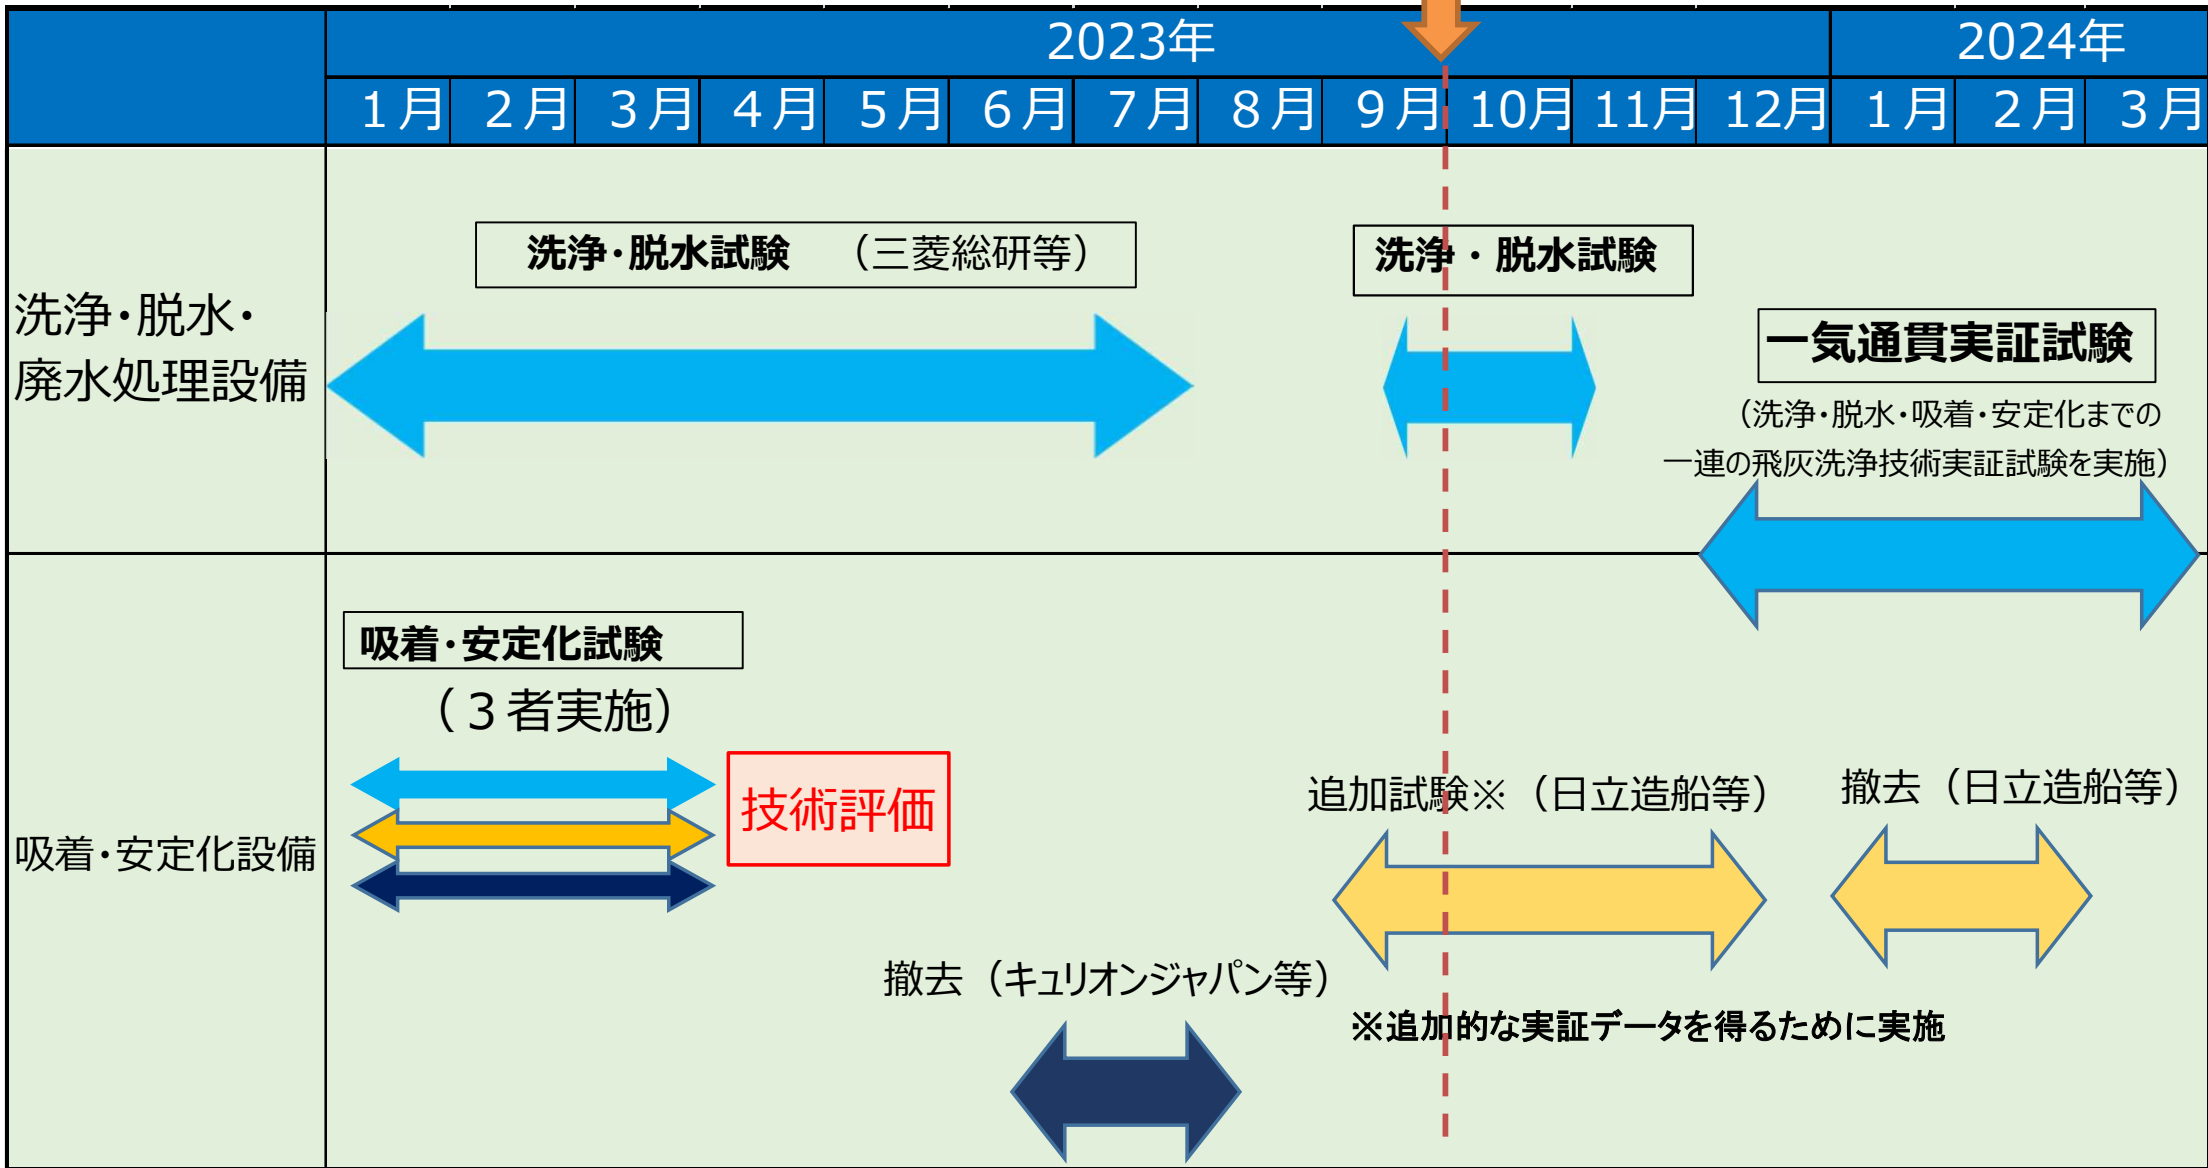 2023年
2024年
1月 2月 3月 4月 5月 6月 7月 8月 9月 10月 11月 12月 1月 2月 3月
洗浄・脱水・
廃水処理設備
洗浄・脱水試験 （三菱総研等）
洗浄・脱水試験
一気通貫実証試験
（洗浄・脱水・吸着・安定化までの
一連の飛灰洗浄技術実証試験を実施）
吸着・安定化設備
吸着・安定化試験
（３者実施）
技術評価
追加試験※（日立造船等）
撤去（日立造船等）
撤去（キュリオンジャパン等）
※追加的な実証データを得るために実施